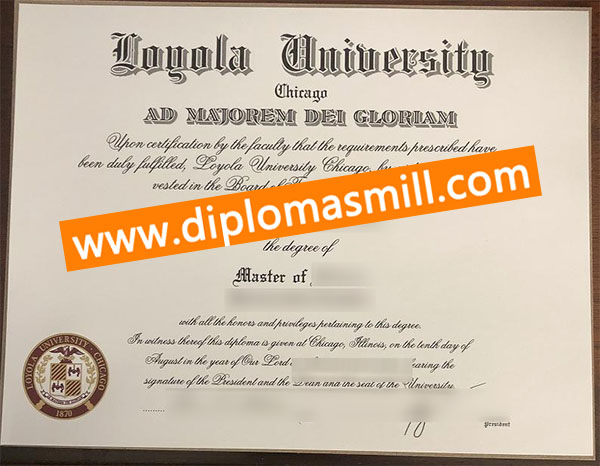 Loyola University
Chicago
AD MAJOREM DEI GLORIAM
Upon certification by the faculty that the requirements prescribed have
been duly fulfilled, Loyola University Chicago, by
vested in the Board of
www.diplomasmill.com
the degree of
Master of
with all the honors and privileges pertaining to this degree.
In witness thereof this diploma is given at Chicago, Illinois, on the tenth day of
August in the year of Our Lord bearing the
signature of the President and the Dean and the seal of the University.
LOYOLA UNIVERSITY CHICAGO
1870
President